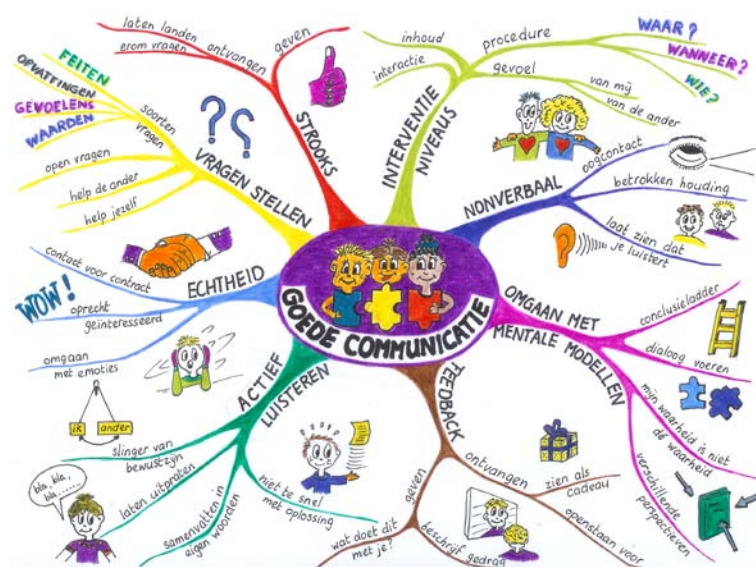 GOEDE COMMUNICATIE
INTERVENTIE
NIVEAUS
inhoud
interactie
procedure
WAAR?
WANNEER?
WIE?
gevoel
van mij
van de ander
NONVERBAAL
oogcontact
betrokken houding
laat zien dat
je luistert
OMGAAN MET
MENTALE MODELLEN
conclusieladder
dialoog voeren
mijn waarheid is niet
dé waarheid
verschillende
perspectieven
FEEDBACK
ontvangen
zien als
cadeau
openstaan voor
geven
beschrijf gedrag
wat doet dit
met je?
ACTIEF
LUISTEREN
niet te snel
met oplossing
samenvatten in
eigen woorden
laten uitpraten
slinger van
bewustzijn
ik
ander
bla, bla,
bla.....
ECHTHEID
contact voor contract
WOW!
oprecht
geïnteresseerd
omgaan
met emoties
VRAGEN STELLEN
soorten
vragen
FEITEN
OPVATTINGEN
GEVOELENS
WAARDEN
open vragen
help de ander
help jezelf
STROOKS
ontvangen
laten landen
erom vragen
geven